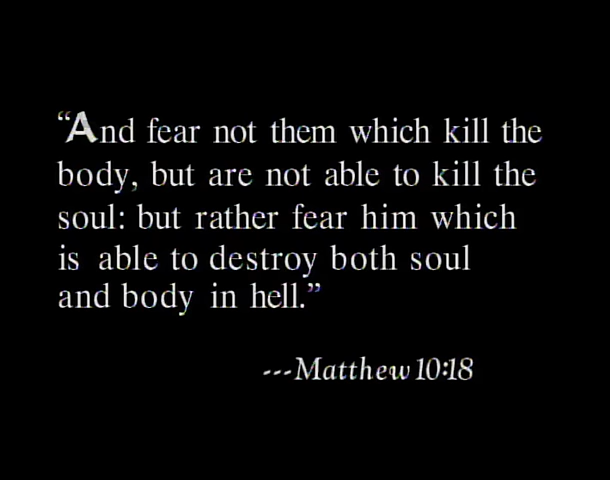 “And fear not them which kill the
body, but are not able to kill the
soul: but rather fear him which
is able to destroy both soul
and body in hell.”
---Matthew 10:18